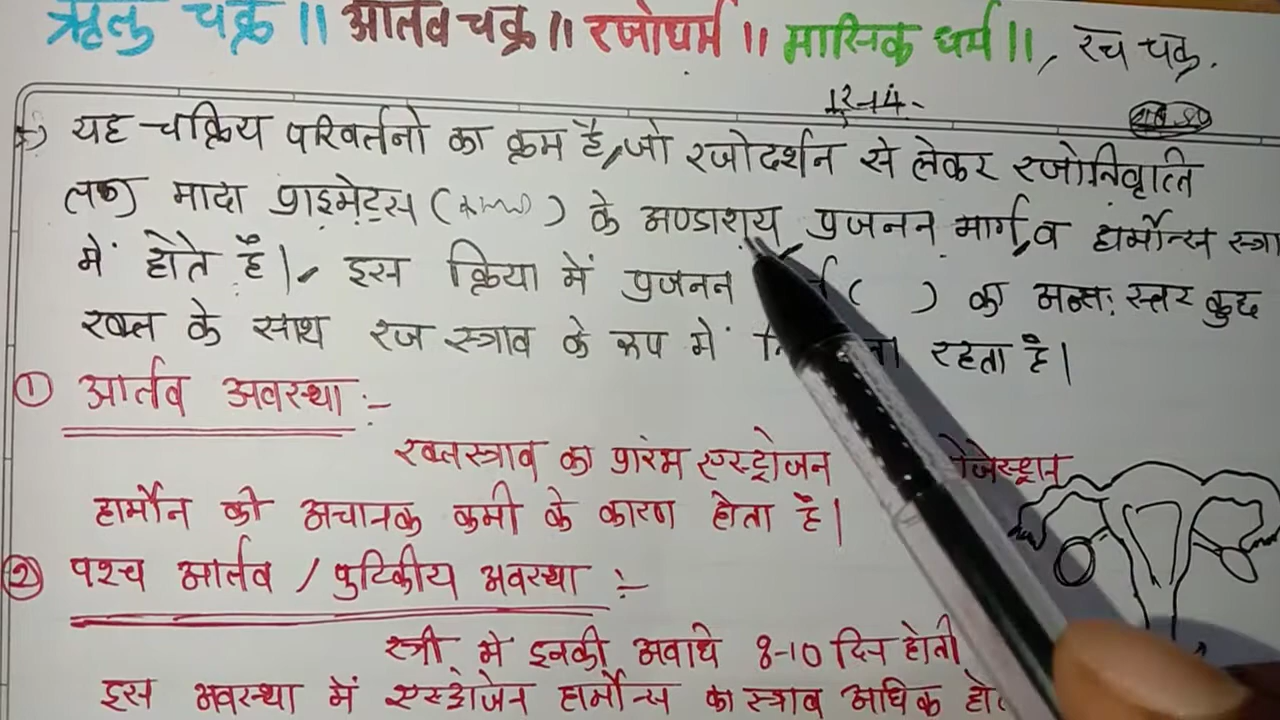 ऋतु चक्र || आर्तव चक्र || रजोधर्म || मासिक धर्म ||, रज चक्र.
12-14-
यह चक्रिय परिवर्तनो का क्रम है, जो रजोदर्शन से लेकर रजोनिवृत्ति
तक मादा प्राइमेट्स ( ) के अण्डाशय प्रजनन मार्ग, व हार्मोन्स स्त्रा
में होते हैं। इस क्रिया में प्रजनन ( ) का अन्तः स्तर कुछ
रक्त के साथ रज स्त्राव के रूप में रहता है।
① आर्तव अवस्था :-
रक्तस्त्राव का प्रारंभ एस्ट्रोजन
हार्मोन की अचानक कमी के कारण होता है।
② पश्च आर्तव / पुटिकीय अवस्था :-
स्त्री में इनकी अवधि 8-10 दिन होती
इस अवस्था में एस्ट्रोजेन हार्मोन्स का स्त्राव अधिक